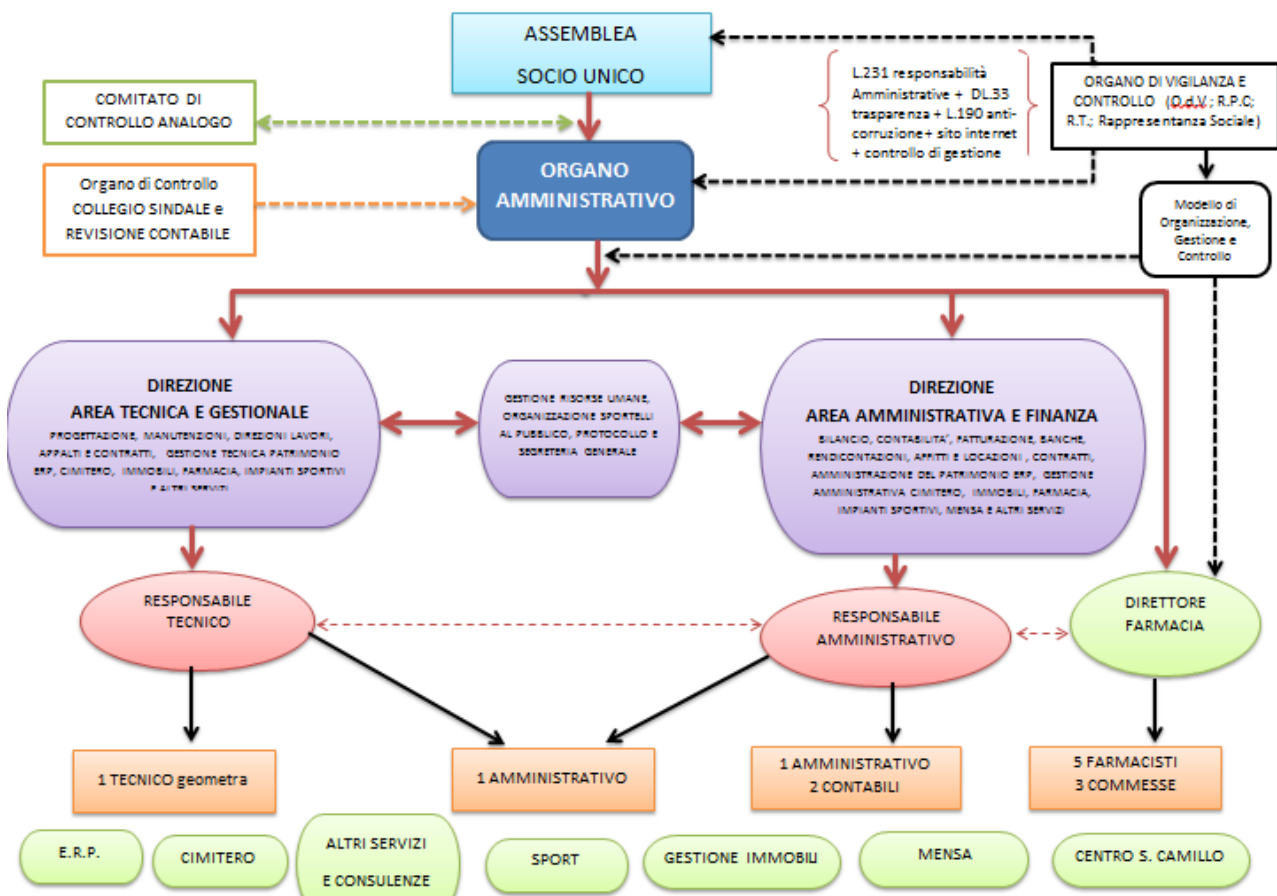 ASSEMBLEA
SOCIO UNICO
COMITATO DI
CONTROLLO ANALOGO
L.231 responsabilità
Amministrative + DL.33
trasparenza + L.190 anti-
corruzione + sito internet
+ controllo di gestione
ORGANO DI VIGILANZA E
CONTROLLO (O.d.V.; R.P.C;
R.T.; Rappresentanza Sociale)
Organo di Controllo
COLLEGIO SINDALE e
REVISIONE CONTABILE
ORGANO
AMMINISTRATIVO
Modello di
Organizzazione,
Gestione e
Controllo
DIREZIONE
AREA TECNICA E GESTIONALE
PROGETTAZIONE, MANUTENZIONI, DIREZIONI LAVORI,
APPALTI E CONTRATTI, GESTIONE TECNICA PATRIMONIO
ERP, CIMITERO, IMMOBILI, FARMACIA, IMPIANTI SPORTIVI
E ALTRI SERVIZI
GESTIONE RISORSE UMANE,
ORGANIZZAZIONE SPORTELLI
AL PUBBLICO, PROTOCOLLO E
SEGRETERIA GENERALE
DIREZIONE
AREA AMMINISTRATIVA E FINANZA
BILANCIO, CONTABILITA', FATTURAZIONE, BANCHE,
RENDICONTAZIONI, AFFITTI E LOCAZIONI , CONTRATTI,
AMMINISTRAZIONE DEL PATRIMONIO ERP, GESTIONE
AMMINISTRATIVA CIMITERO, IMMOBILI, FARMACIA,
IMPIANTI SPORTIVI, MENSA E ALTRI SERVIZI
RESPONSABILE
TECNICO
RESPONSABILE
AMMINISTRATIVO
DIRETTORE
FARMACIA
1 TECNICO geometra
1 AMMINISTRATIVO
1 AMMINISTRATIVO
2 CONTABILI
5 FARMACISTI
3 COMMESSE
E.R.P.
CIMITERO
ALTRI SERVIZI
E CONSULENZE
SPORT
GESTIONE IMMOBILI
MENSA
CENTRO S. CAMILLO